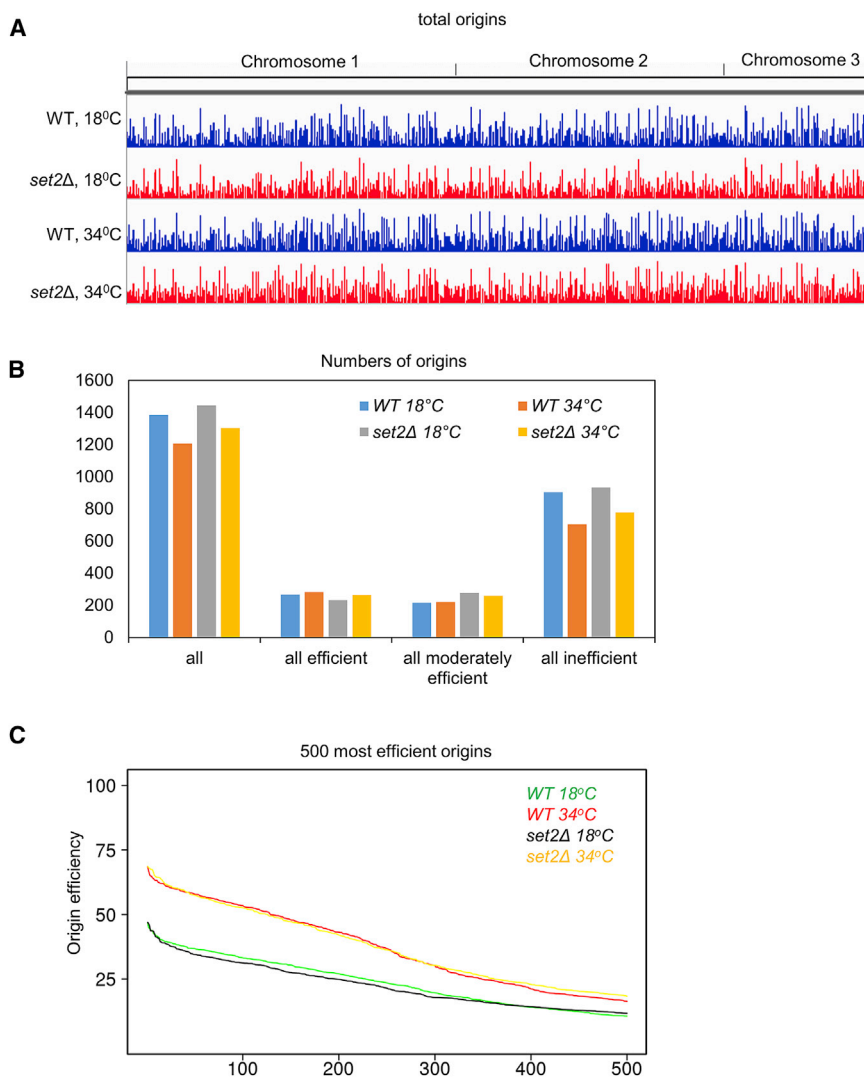 A
total origins
Chromosome 1 Chromosome 2 Chromosome 3
WT, 18⁰C
set2Δ, 18⁰C
WT, 34⁰C
set2Δ, 34⁰C
B
Numbers of origins
1600
1400
1200
1000
800
600
400
200
0
WT 18°C WT 34°C
set2Δ 18°C set2Δ 34°C
all all efficient all moderately efficient all inefficient
C
500 most efficient origins
Origin efficiency
100
75
50
25
WT 18ºC
WT 34ºC
set2Δ 18ºC
set2Δ 34ºC
100 200 300 400 500